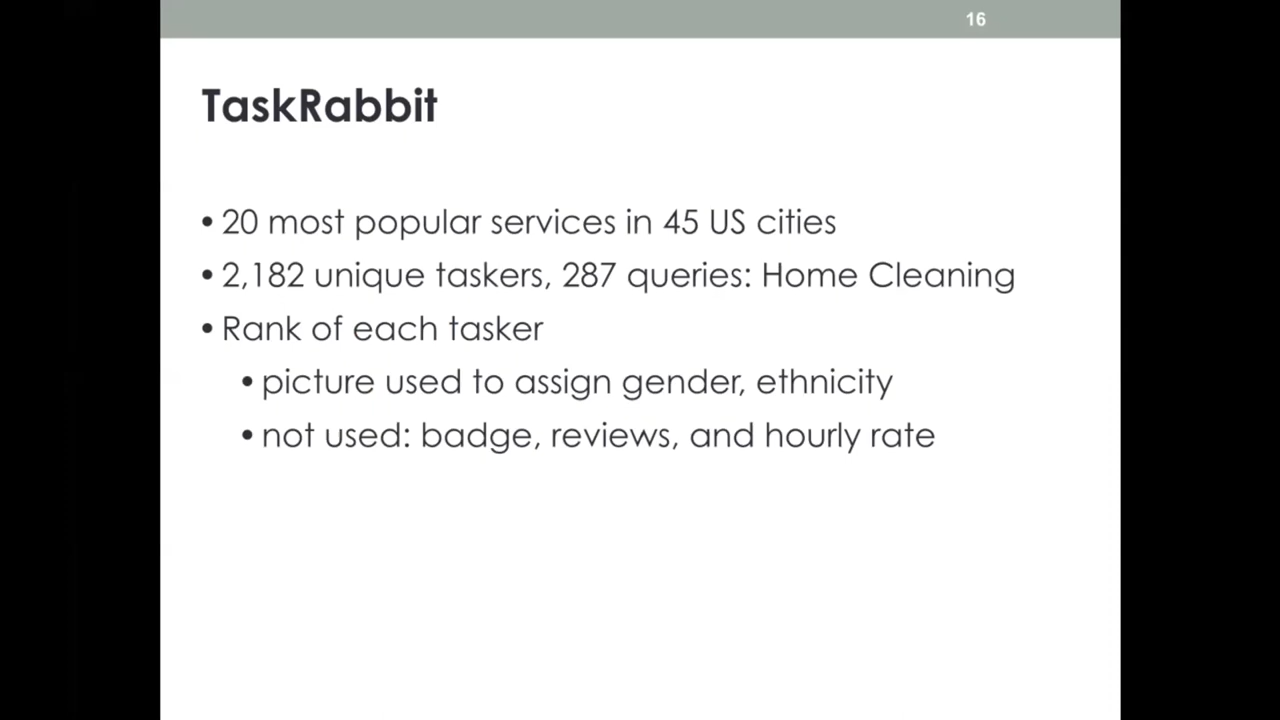 16
TaskRabbit
• 20 most popular services in 45 US cities
• 2,182 unique taskers, 287 queries: Home Cleaning
• Rank of each tasker
• picture used to assign gender, ethnicity
• not used: badge, reviews, and hourly rate